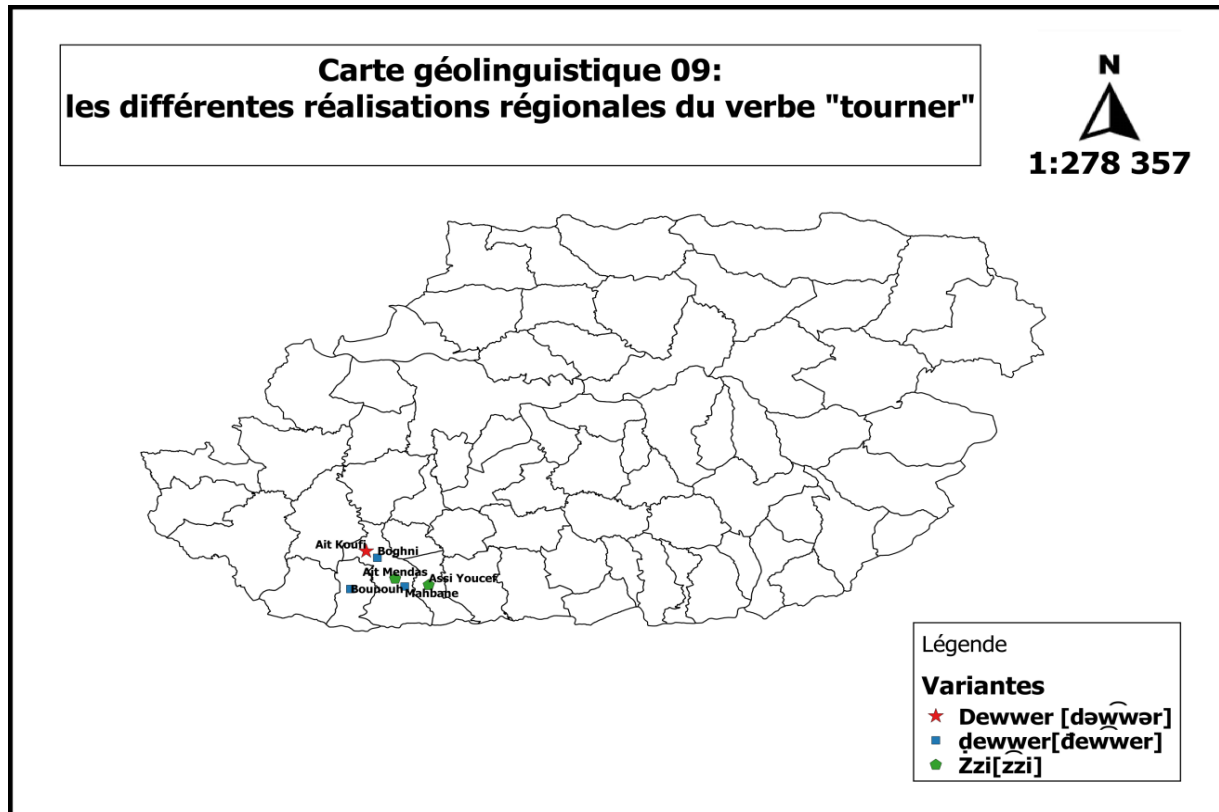 Carte géolinguistique 09:
les différentes réalisations régionales du verbe "tourner"
N
1:278 357
Ait Koufi
Boghni
Ait Mendas
Assi Youcef
Bounouh
Mahbane
Légende
Variantes
Dewwer [dəw͡wər]
ḍewwer[đew͡wer]
Zzi[z͡zi]